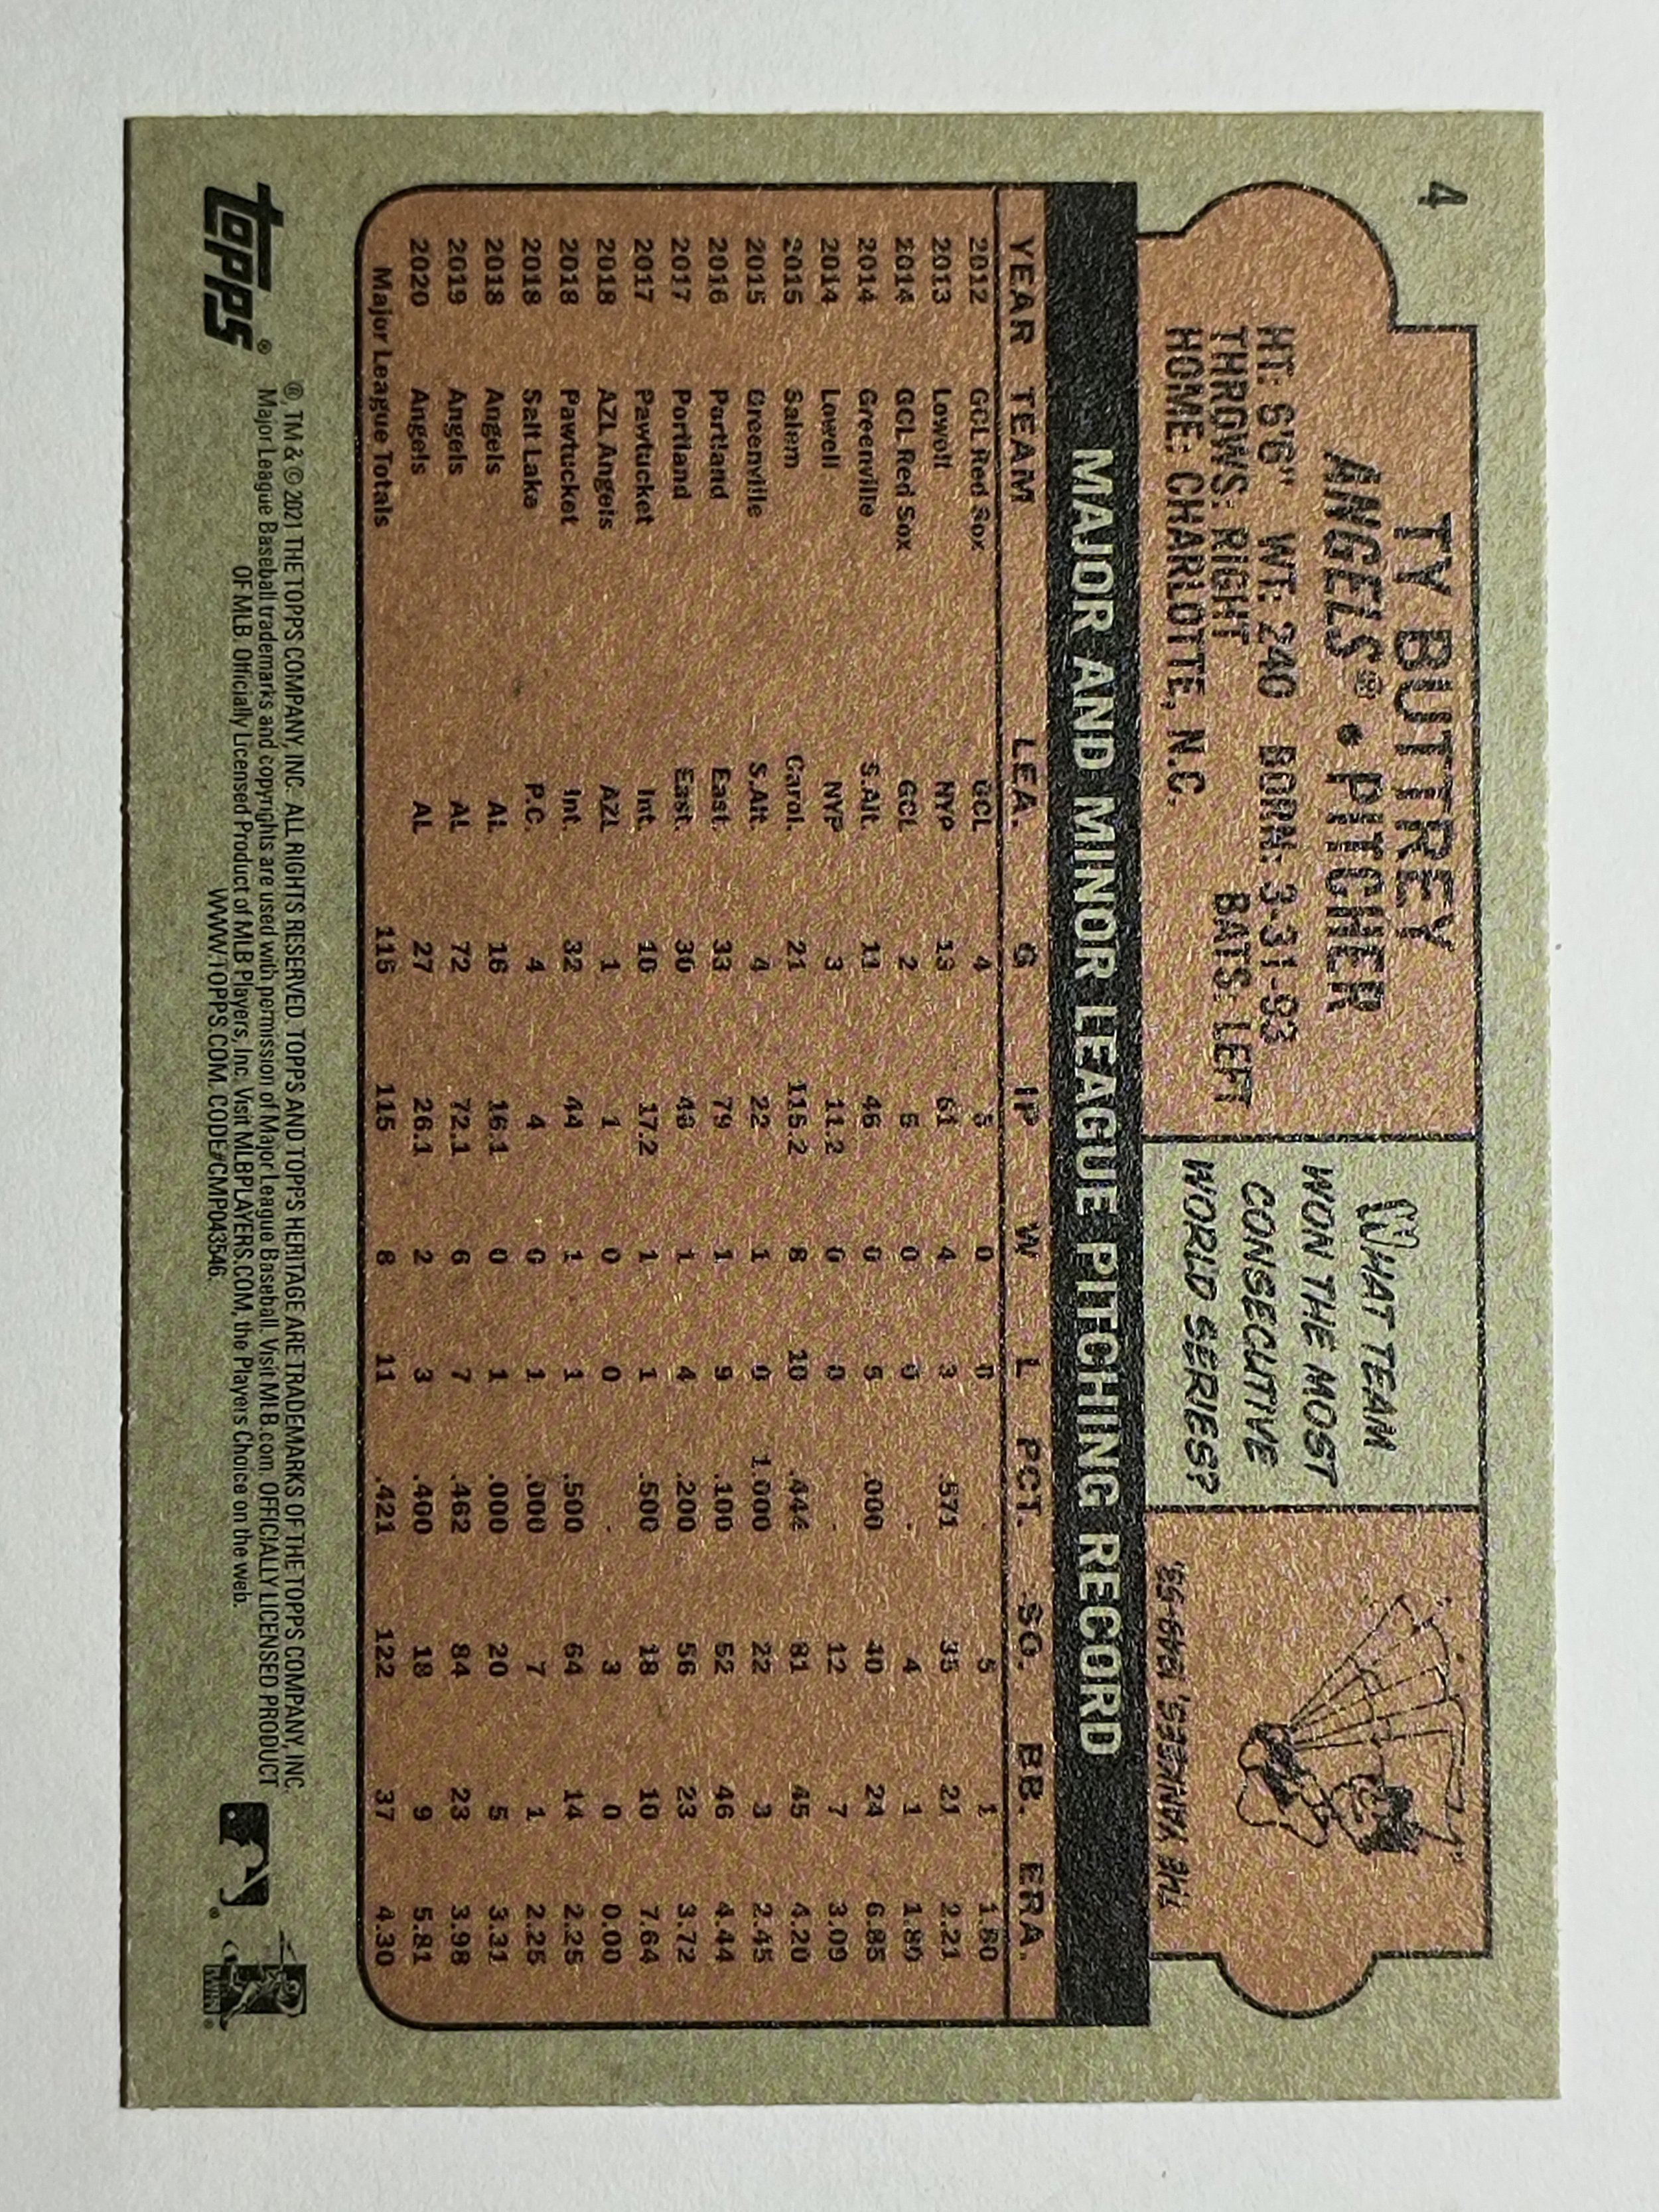 4
TY BUTTREY
ANGELS® • PITCHER
HT: 6'6" WT: 240 BORN: 3-31-93
THROWS: RIGHT BATS: LEFT
HOME: CHARLOTTE, N.C.
WHAT TEAM
WON THE MOST
CONSECUTIVE
WORLD SERIES?
THE YANKEES, 1949-53.
MAJOR AND MINOR LEAGUE PITCHING RECORD
YEAR TEAM LEA. G IP W L PCT. SO. BB. ERA.
2012 GCL Red Sox GCL 4 5 0 0 . 5 1 1.80
2013 Lowell NYP 13 61 4 3 .571 35 21 2.21
2014 GCL Red Sox GCL 2 5 0 0 . 4 1 1.80
2014 Greenville S.Alt. 11 46 0 5 .000 40 24 6.85
2014 Lowell NYP 3 11.2 0 0 . 12 7 3.09
2015 Salem Carol. 21 115.2 8 10 .444 81 45 4.20
2015 Greenville S.Alt. 4 22 1 0 1.000 22 3 2.45
2016 Portland East. 33 79 1 9 .100 52 46 4.44
2017 Portland East. 30 48 1 4 .200 56 23 3.72
2017 Pawtucket Int. 10 17.2 1 1 .500 18 10 7.64
2018 AZL Angels AZL 1 1 0 0 . 3 0 0.00
2018 Pawtucket Int. 32 44 1 1 .500 64 14 2.25
2018 Salt Lake P.C. 4 4 0 1 .000 7 1 2.25
2018 Angels AL 16 16.1 0 1 .000 20 5 3.31
2019 Angels AL 72 72.1 6 7 .462 84 23 3.98
2020 Angels AL 27 26.1 2 3 .400 18 9 5.81
Major League Totals 115 115 8 11 .421 122 37 4.30
topps®
®, TM & © 2021 THE TOPPS COMPANY, INC. ALL RIGHTS RESERVED. TOPPS AND TOPPS HERITAGE ARE TRADEMARKS OF THE TOPPS COMPANY, INC.
Major League Baseball trademarks and copyrights are used with permission of Major League Baseball. Visit MLB.com. OFFICIALLY LICENSED PRODUCT
OF MLB Officially Licensed Product of MLB Players, Inc. Visit MLBPLAYERS.COM, the Players Choice on the web.
WWW.TOPPS.COM. CODE#CMP043546.